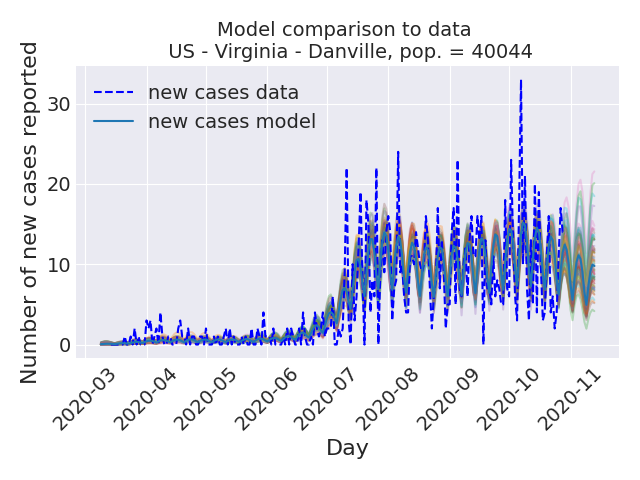 Model comparison to data
US - Virginia - Danville, pop. = 40044
Number of new cases reported
30
20
10
0
new cases data
new cases model
2020-03
2020-04
2020-05
2020-06
2020-07
2020-08
2020-09
2020-10
2020-11
Day